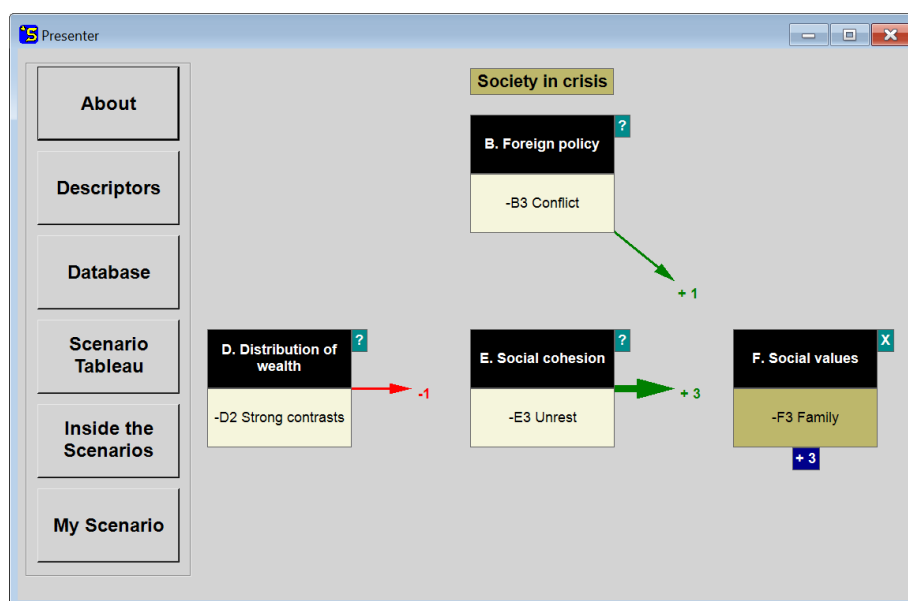 S Presenter
About
Descriptors
Database
Scenario
Tableau
Inside the
Scenarios
My Scenario
Society in crisis
B. Foreign policy
?
-B3 Conflict
+ 1
D. Distribution of
wealth
?
-D2 Strong contrasts
-1
E. Social cohesion
?
-E3 Unrest
+ 3
F. Social values
X
-F3 Family
+ 3